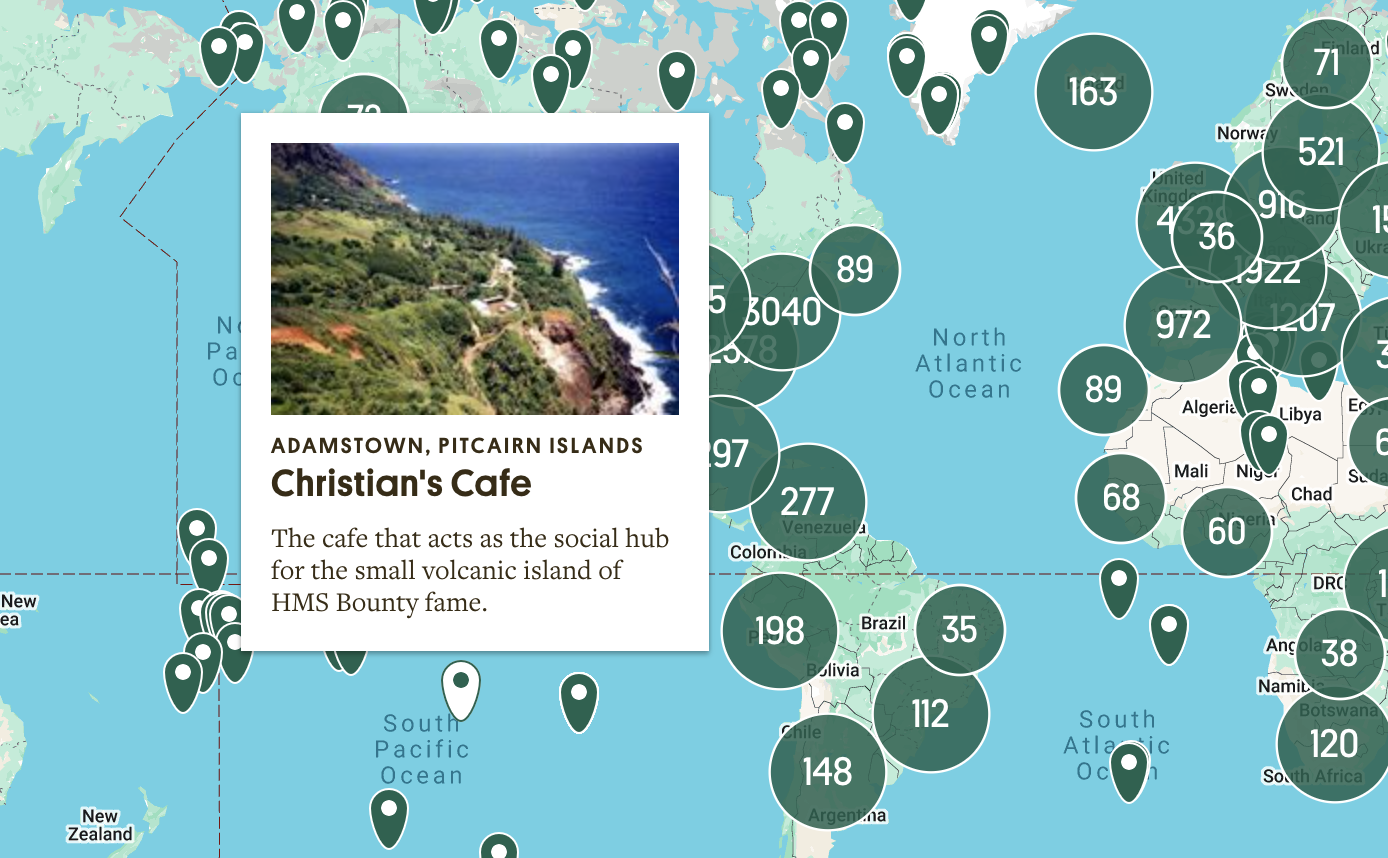 71
Finland
163
Sweden
Norway
521
72
United
Kingdom
916
36
89
1922
3040
1207
North
Atlantic
Ocean
972
89
Algeria
Libya
ADAMSTOWN, PITCAIRN ISLANDS
Christian's Cafe
The cafe that acts as the social hub
for the small volcanic island of
HMS Bounty fame.
297
277
Venezuela
Colombia
68
Mali
Niger
Chad
60
Nigeria
DRC
New
198
Brazil
35
Bolivia
Angola
38
Namibia
Botswana
112
120
South Africa
Chile
148
Argentina
South
Pacific
Ocean
South
Atlantic
Ocean
New
Zealand